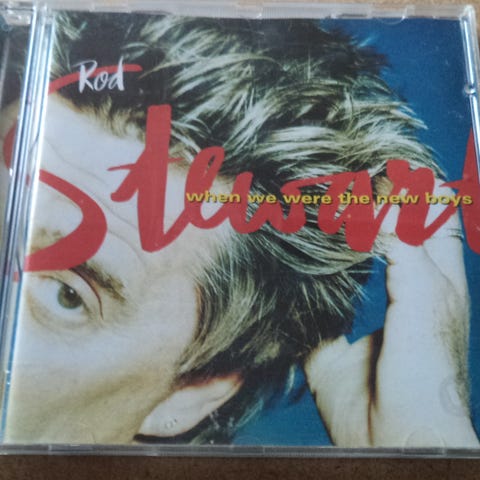 Rod
Stewart
when we were the new boys